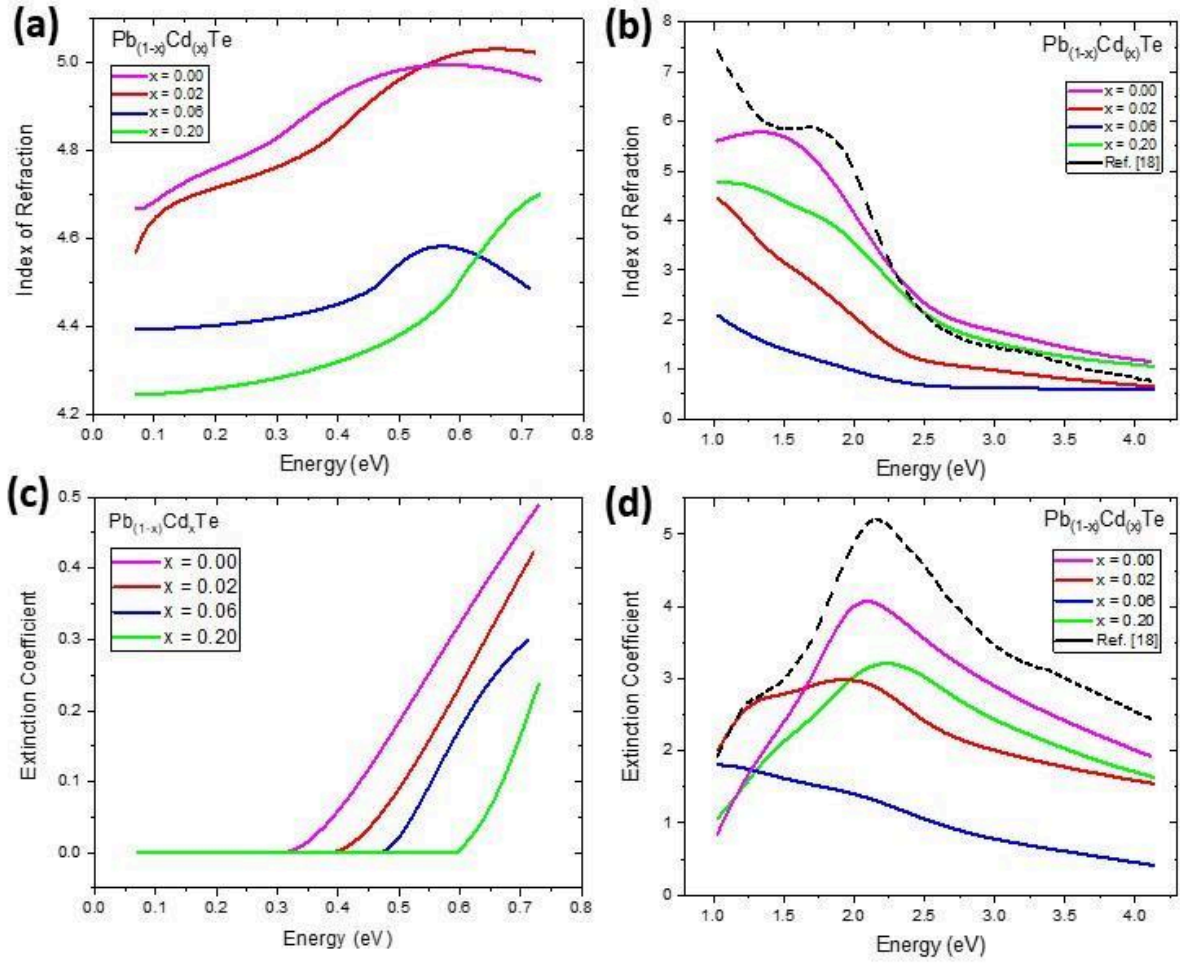 (a)
Pb(1-x)Cd(x)Te
x = 0.00
x = 0.02
x = 0.06
x = 0.20
Index of Refraction
5.0
4.8
4.6
4.4
4.2
0.0 0.1 0.2 0.3 0.4 0.5 0.6 0.7 0.8
Energy (eV)
(b)
Pb(1-x)Cd(x)Te
x = 0.00
x = 0.02
x = 0.06
x = 0.20
Ref. [18]
Index of Refraction
8
7
6
5
4
3
2
1
0
1.0 1.5 2.0 2.5 3.0 3.5 4.0
Energy (eV)
(c)
Pb(1-x)CdxTe
x = 0.00
x = 0.02
x = 0.06
x = 0.20
Extinction Coefficient
0.5
0.4
0.3
0.2
0.1
0.0
0.0 0.1 0.2 0.3 0.4 0.5 0.6 0.7 0.8
Energy (eV)
(d)
Pb(1-x)Cd(x)Te
x = 0.00
x = 0.02
x = 0.06
x = 0.20
Ref. [18]
Extinction Coefficient
5
4
3
2
1
0
1.0 1.5 2.0 2.5 3.0 3.5 4.0
Energy (eV)